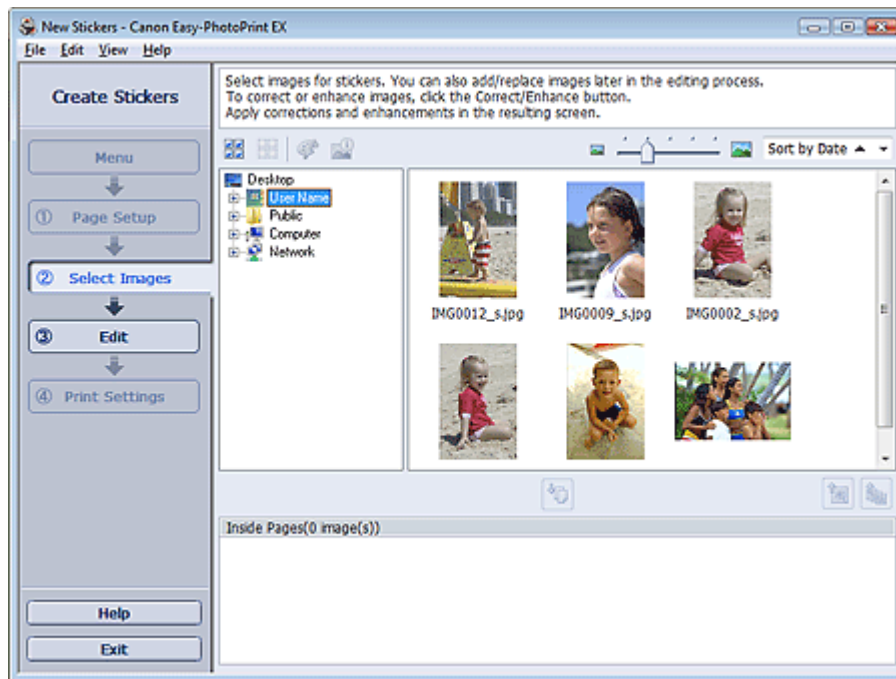 New Stickers - Canon Easy-PhotoPrint EX
File Edit View Help
Create Stickers
Menu
① Page Setup
② Select Images
③ Edit
④ Print Settings
Help
Exit
Select images for stickers. You can also add/replace images later in the editing process.
To correct or enhance images, click the Correct/Enhance button.
Apply corrections and enhancements in the resulting screen.
Sort by Date
Desktop
User Name
Public
Computer
Network
IMG0012_s.jpg IMG0009_s.jpg IMG0002_s.jpg
Inside Pages(0 image(s))